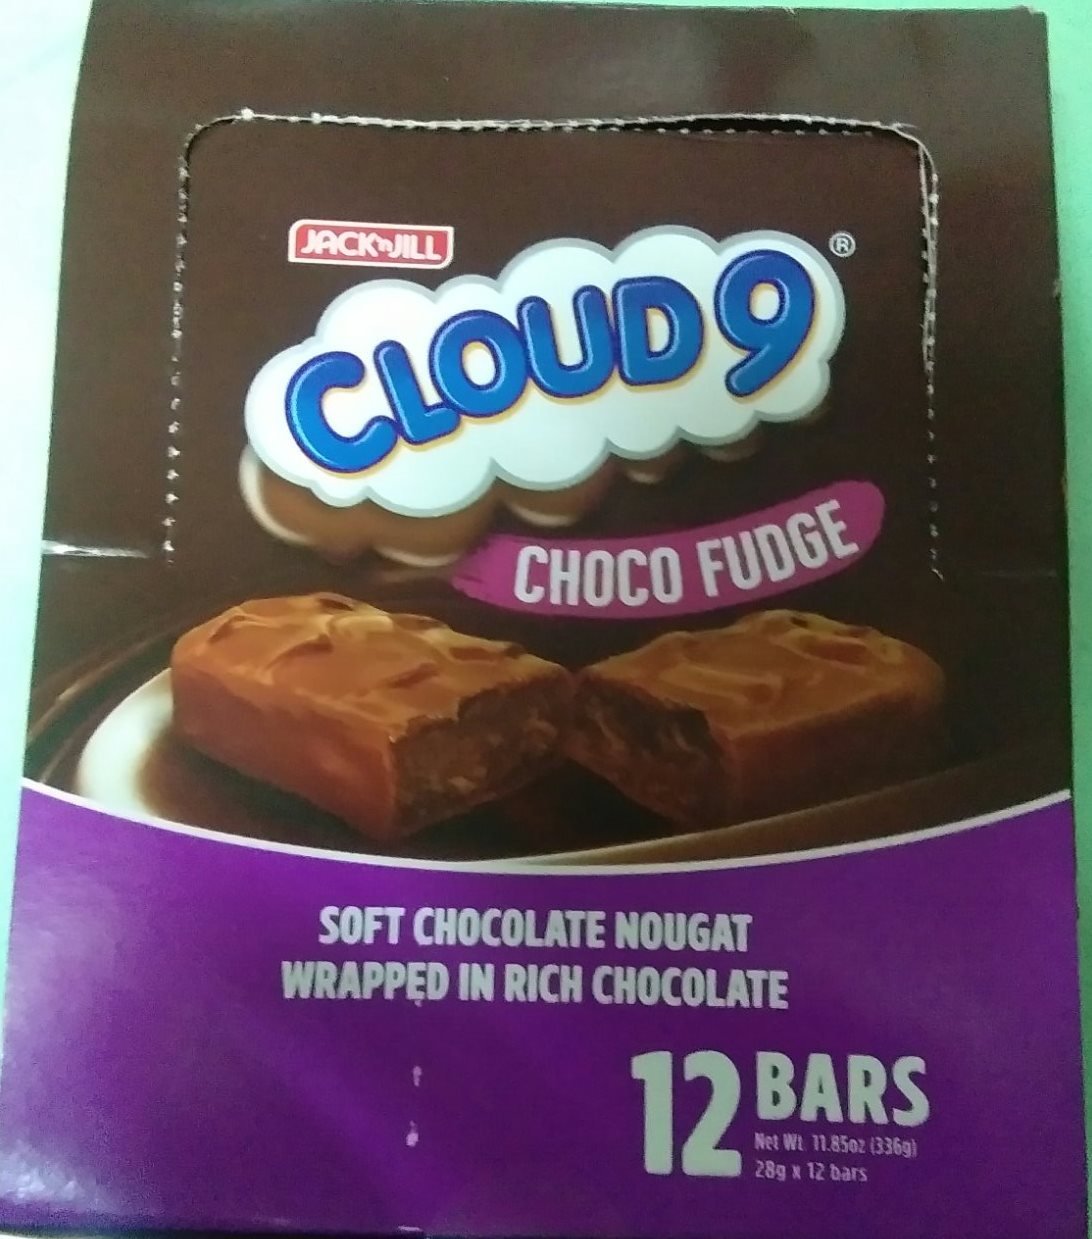 JACK'n JILL
CLOUD 9 ®
CHOCO FUDGE
SOFT CHOCOLATE NOUGAT
WRAPPED IN RICH CHOCOLATE
12 BARS
Net Wt. 11.85oz (336g)
28g x 12 bars